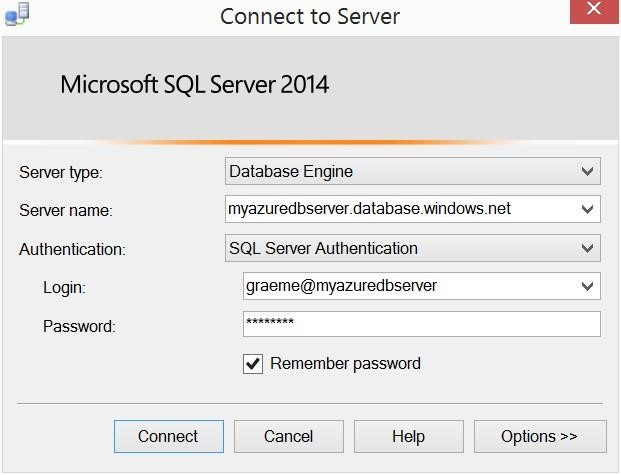 Connect to Server
Microsoft SQL Server 2014
Server type: Database Engine
Server name: myazuredbserver.database.windows.net
Authentication: SQL Server Authentication
Login: graeme@myazuredbserver
Password: ********
Remember password
Connect Cancel Help Options >>